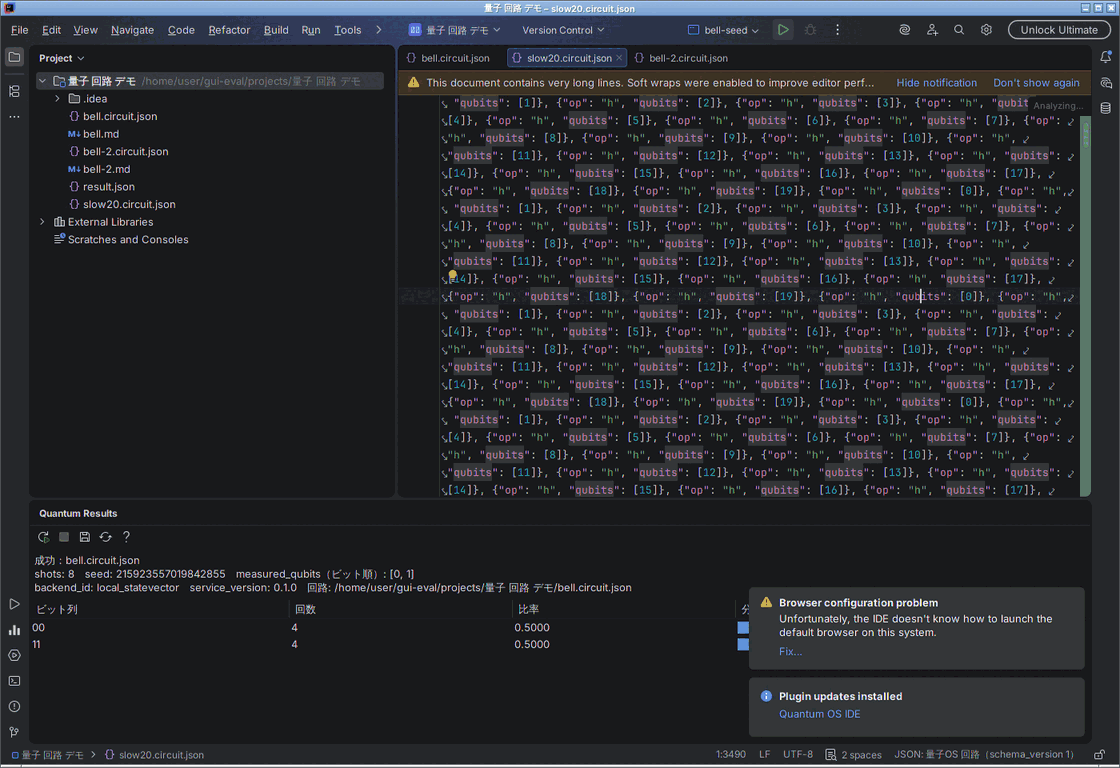 量子 回路 デモ – slow20.circuit.json
File Edit View Navigate Code Refactor Build Run Tools 量子 回路 デモ Version Control bell-seed Unlock Ultimate
Project
bell.circuit.json slow20.circuit.json bell-2.circuit.json
量子 回路 デモ /home/user/gui-eval/projects/量子 回路 デモ
This document contains very long lines. Soft wraps were enabled to improve editor perf... Hide notification Don't show again
.idea
bell.circuit.json
bell.md
bell-2.circuit.json
bell-2.md
result.json
slow20.circuit.json
External Libraries
Scratches and Consoles
"qubits": [1]}, {"op": "h", "qubits": [2]}, {"op": "h", "qubits": [3]}, {"op": "h", "qubit Analyzing...
[4]}, {"op": "h", "qubits": [5]}, {"op": "h", "qubits": [6]}, {"op": "h", "qubits": [7]}, {"op":
"h", "qubits": [8]}, {"op": "h", "qubits": [9]}, {"op": "h", "qubits": [10]}, {"op": "h",
"qubits": [11]}, {"op": "h", "qubits": [12]}, {"op": "h", "qubits": [13]}, {"op": "h", "qubits":
[14]}, {"op": "h", "qubits": [15]}, {"op": "h", "qubits": [16]}, {"op": "h", "qubits": [17]},
{"op": "h", "qubits": [18]}, {"op": "h", "qubits": [19]}, {"op": "h", "qubits": [0]}, {"op": "h",
"qubits": [1]}, {"op": "h", "qubits": [2]}, {"op": "h", "qubits": [3]}, {"op": "h", "qubits":
[4]}, {"op": "h", "qubits": [5]}, {"op": "h", "qubits": [6]}, {"op": "h", "qubits": [7]}, {"op":
"h", "qubits": [8]}, {"op": "h", "qubits": [9]}, {"op": "h", "qubits": [10]}, {"op": "h",
"qubits": [11]}, {"op": "h", "qubits": [12]}, {"op": "h", "qubits": [13]}, {"op": "h", "qubits":
[14]}, {"op": "h", "qubits": [15]}, {"op": "h", "qubits": [16]}, {"op": "h", "qubits": [17]},
{"op": "h", "qubits": [18]}, {"op": "h", "qubits": [19]}, {"op": "h", "qubits": [0]}, {"op": "h",
"qubits": [1]}, {"op": "h", "qubits": [2]}, {"op": "h", "qubits": [3]}, {"op": "h", "qubits":
[4]}, {"op": "h", "qubits": [5]}, {"op": "h", "qubits": [6]}, {"op": "h", "qubits": [7]}, {"op":
"h", "qubits": [8]}, {"op": "h", "qubits": [9]}, {"op": "h", "qubits": [10]}, {"op": "h",
"qubits": [11]}, {"op": "h", "qubits": [12]}, {"op": "h", "qubits": [13]}, {"op": "h", "qubits":
[14]}, {"op": "h", "qubits": [15]}, {"op": "h", "qubits": [16]}, {"op": "h", "qubits": [17]},
{"op": "h", "qubits": [18]}, {"op": "h", "qubits": [19]}, {"op": "h", "qubits": [0]}, {"op": "h",
"qubits": [1]}, {"op": "h", "qubits": [2]}, {"op": "h", "qubits": [3]}, {"op": "h", "qubits":
[4]}, {"op": "h", "qubits": [5]}, {"op": "h", "qubits": [6]}, {"op": "h", "qubits": [7]}, {"op":
"h", "qubits": [8]}, {"op": "h", "qubits": [9]}, {"op": "h", "qubits": [10]}, {"op": "h",
"qubits": [11]}, {"op": "h", "qubits": [12]}, {"op": "h", "qubits": [13]}, {"op": "h", "qubits":
[14]}, {"op": "h", "qubits": [15]}, {"op": "h", "qubits": [16]}, {"op": "h", "qubits": [17]},
Quantum Results
成功：bell.circuit.json
shots: 8 seed: 215923557019842855 measured_qubits（ビット順）: [0, 1]
backend_id: local_statevector service_version: 0.1.0 回路: /home/user/gui-eval/projects/量子 回路 デモ/bell.circuit.json
ビット列 回数 比率
00 4 0.5000
11 4 0.5000
Browser configuration problem
Unfortunately, the IDE doesn't know how to launch the
default browser on this system.
Fix...
Plugin updates installed
Quantum OS IDE
量子 回路 デモ slow20.circuit.json 1:3490 LF UTF-8 2 spaces JSON: 量子OS 回路（schema_version 1）